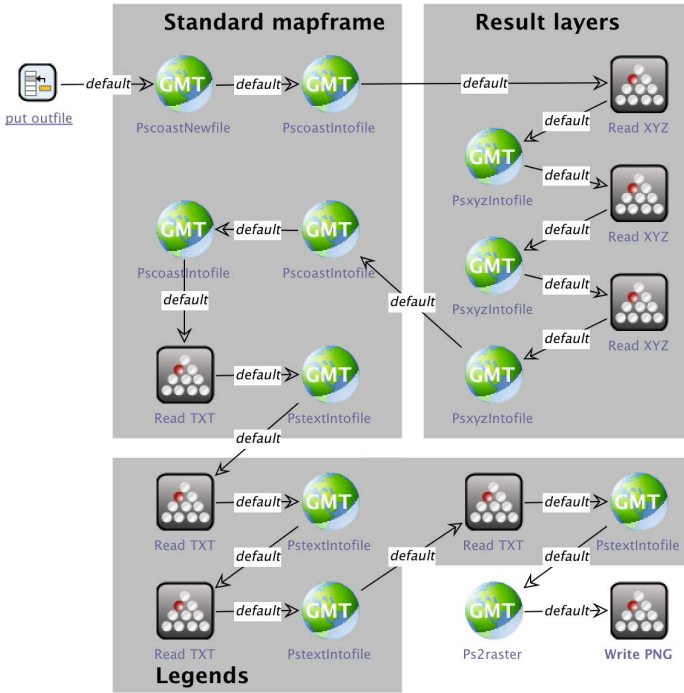 Standard mapframe
Result layers
put outfile
default
GMT
PscoastNewfile
default
GMT
PscoastIntofile
default
Read XYZ
default
GMT
PsxyzIntofile
default
Read XYZ
default
GMT
PsxyzIntofile
default
Read XYZ
default
GMT
PsxyzIntofile
default
GMT
PscoastIntofile
default
GMT
PscoastIntofile
default
Read TXT
default
GMT
PstextIntofile
default
Read TXT
default
GMT
PstextIntofile
default
Read TXT
default
GMT
PstextIntofile
default
Read TXT
default
GMT
PstextIntofile
default
GMT
Ps2raster
default
Write PNG
Legends